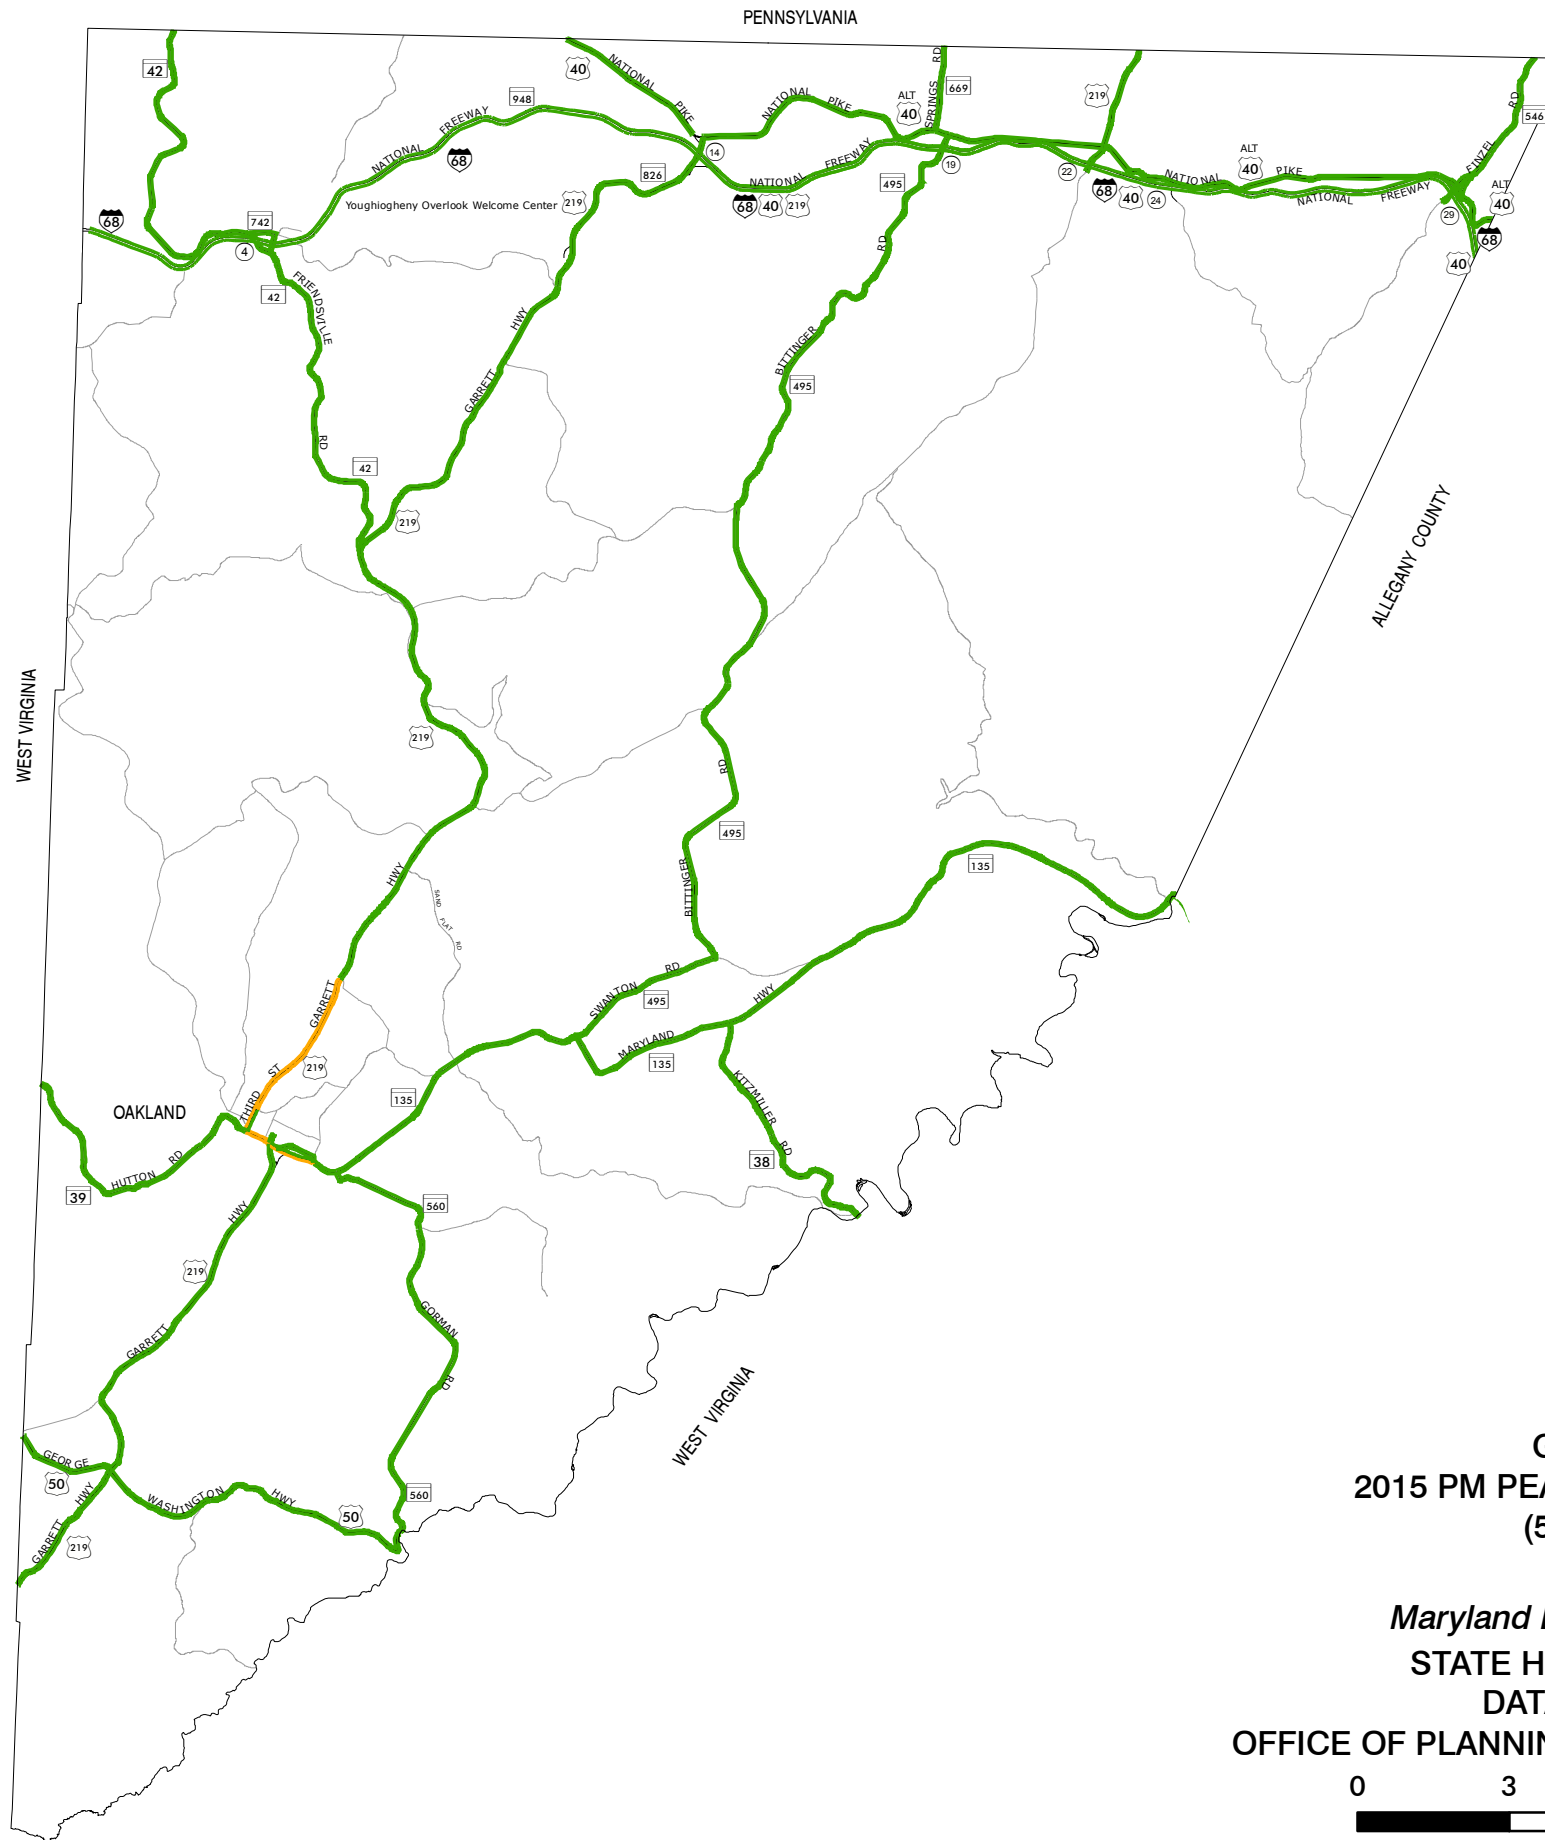 PENNSYLVANIA
42
40
NATIONAL PIKE
948
NATIONAL FREEWAY
68
14
826
219
NATIONAL PIKE
ALT
40
SPRINGS RD
669
219
RD
546
FINZEL
ALT
40
68
742
4
42
Youghiogheny Overlook Welcome Center
NATIONAL FREEWAY
68
40
219
495
19
22
68
40
24
NATIONAL PIKE
ALT
40
NATIONAL FREEWAY
29
68
40
FRIENDSVILLE RD
GARRETT HWY
RD
BITTINGER
495
42
219
ALLEGANY COUNTY
WEST VIRGINIA
219
RD
495
BITTINGER
135
HWY
SAND FLAT RD
GARRETT
SWANTON RD
495
HWY
MARYLAND
135
THIRD ST
219
OAKLAND
135
KITZMILLER RD
38
HUTTON RD
39
560
HWY
219
GARRETT
GORMAN RD
WEST VIRGINIA
GEORGE
50
WASHINGTON HWY
50
560
GARRETT HWY
219
2015 PM PEA
(5
Maryland
STATE H
DATA
OFFICE OF PLANNIN
0 3